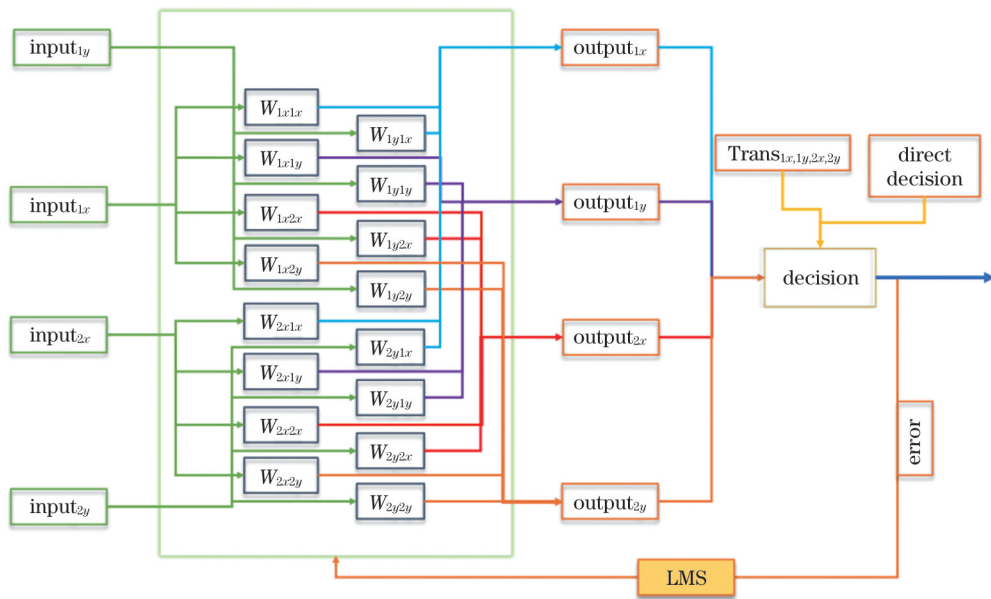 input1y
output1x
W1x1x
W1y1x
W1x1y
Trans1x,1y,2x,2y
direct
decision
W1y1y
input1x
output1y
W1x2x
W1y2x
W1x2y
decision
W1y2y
W2x1x
input2x
output2x
W2y1x
W2x1y
W2y1y
W2x2x
error
W2y2x
W2x2y
input2y
W2y2y
output2y
LMS